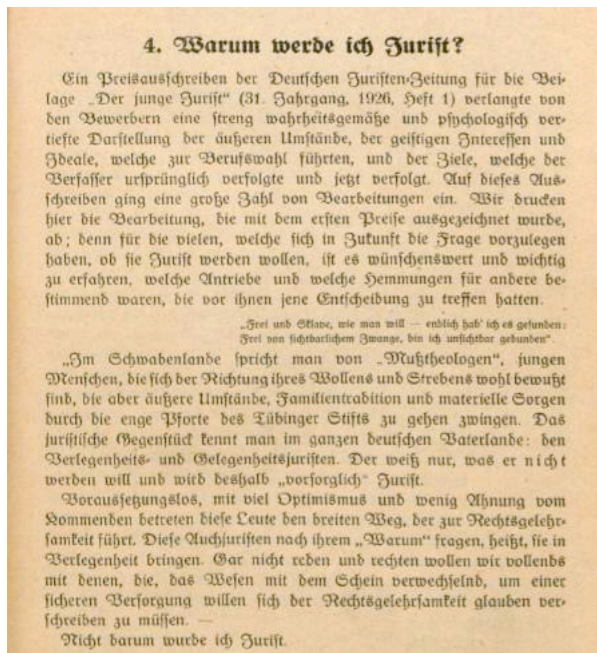 4. Warum werde ich Jurist?
Ein Preisausschreiben der Deutschen Juristen-Zeitung für die Bei-
lage „Der junge Jurist“ (31. Jahrgang, 1926, Heft 1) verlangte von
den Bewerbern eine streng wahrheitsgemäße und psychologisch ver-
tiefte Darstellung der äußeren Umstände, der geistigen Interessen und
Ideale, welche zur Berufswahl führten, und der Ziele, welche der
Verfasser ursprünglich verfolgte und jetzt verfolgt. Auf dieses Aus-
schreiben ging eine große Zahl von Bearbeitungen ein. Wir drucken
hier die Bearbeitung, die mit dem ersten Preise ausgezeichnet wurde,
ab; denn für die vielen, welche sich in Zukunft die Frage vorzulegen
haben, ob sie Jurist werden wollen, ist es wünschenswert und wichtig
zu erfahren, welche Antriebe und welche Hemmungen für andere be-
stimmend waren, die vor ihnen jene Entscheidung zu treffen hatten.
„Frei und Sklave, wie man will — endlich hab' ich es gefunden:
Frei von sichtbarlichem Zwange, bin ich unsichtbar gebunden“.
„Im Schwabenlande spricht man von „Mußtheologen“, jungen
Menschen, die sich der Richtung ihres Wollens und Strebens wohl bewußt
sind, die aber äußere Umstände, Familientradition und materielle Sorgen
durch die enge Pforte des Tübinger Stifts zu gehen zwingen. Das
juristische Gegenstück kennt man im ganzen deutschen Vaterlande: den
Verlegenheits- und Gelegenheitsjuristen. Der weiß nur, was er nicht
werden will und wird deshalb „vorsorglich“ Jurist.
Voraussetzungslos, mit viel Optimismus und wenig Ahnung vom
Kommenden betreten diese Leute den breiten Weg, der zur Rechtsgelehr-
samkeit führt. Diese Auchjuristen nach ihrem „Warum“ fragen, heißt, sie in
Verlegenheit bringen. Gar nicht reden und rechten wollen wir vollends
mit denen, die, das Wesen mit dem Schein verwechselnd, um einer
sicheren Versorgung willen sich der Rechtsgelehrsamkeit glauben ver-
schreiben zu müssen. —
Nicht darum wurde ich Jurist.